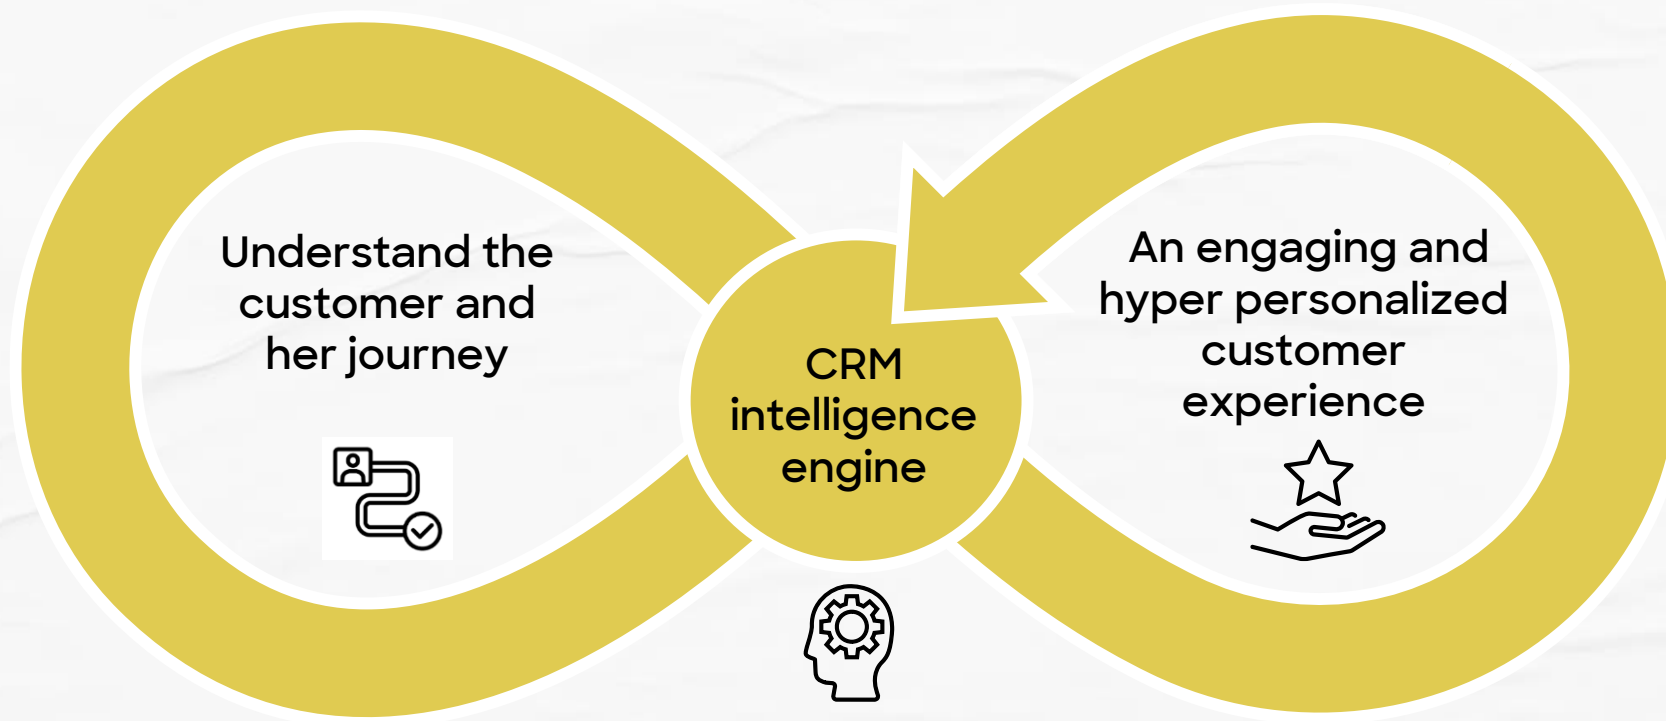 Understand the
customer and
her journey
CRM
intelligence
engine
An engaging and
hyper personalized
customer
experience